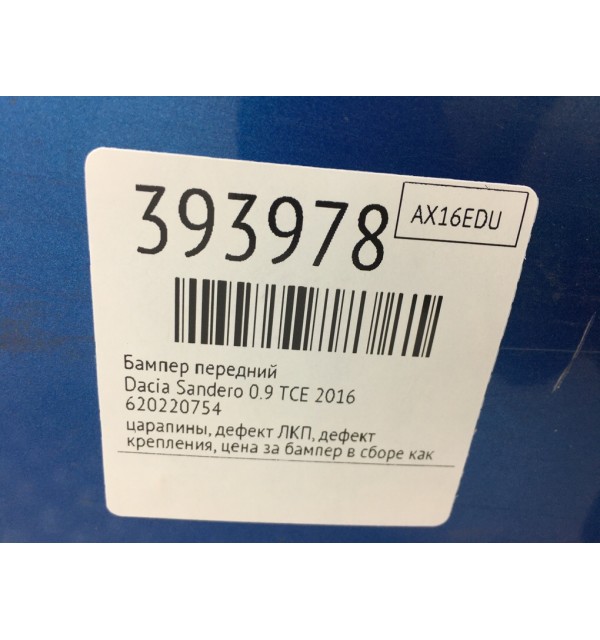 393978
AX16EDU
Бампер передний
Dacia Sandero 0.9 TCE 2016
620220754
царапины, дефект ЛКП, дефект
крепления, цена за бампер в сборе как